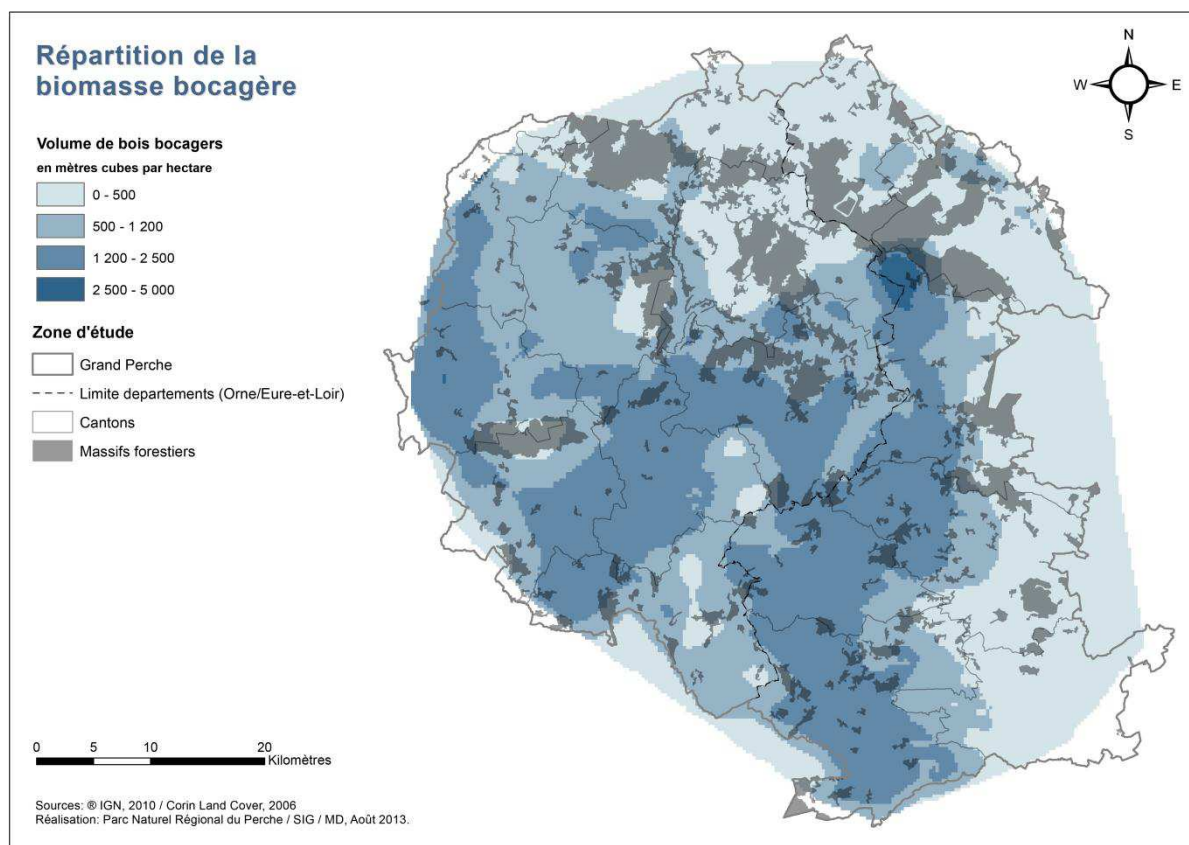 Répartition de la
biomasse bocagère
Volume de bois bocagers
en mètres cubes par hectare
0 - 500
500 - 1 200
1 200 - 2 500
2 500 - 5 000
Zone d'étude
Grand Perche
Limite departements (Orne/Eure-et-Loir)
Cantons
Massifs forestiers
N
W E
S
0 5 10 20
Kilomètres
Sources: ® IGN, 2010 / Corin Land Cover, 2006
Réalisation: Parc Naturel Régional du Perche / SIG / MD, Août 2013.